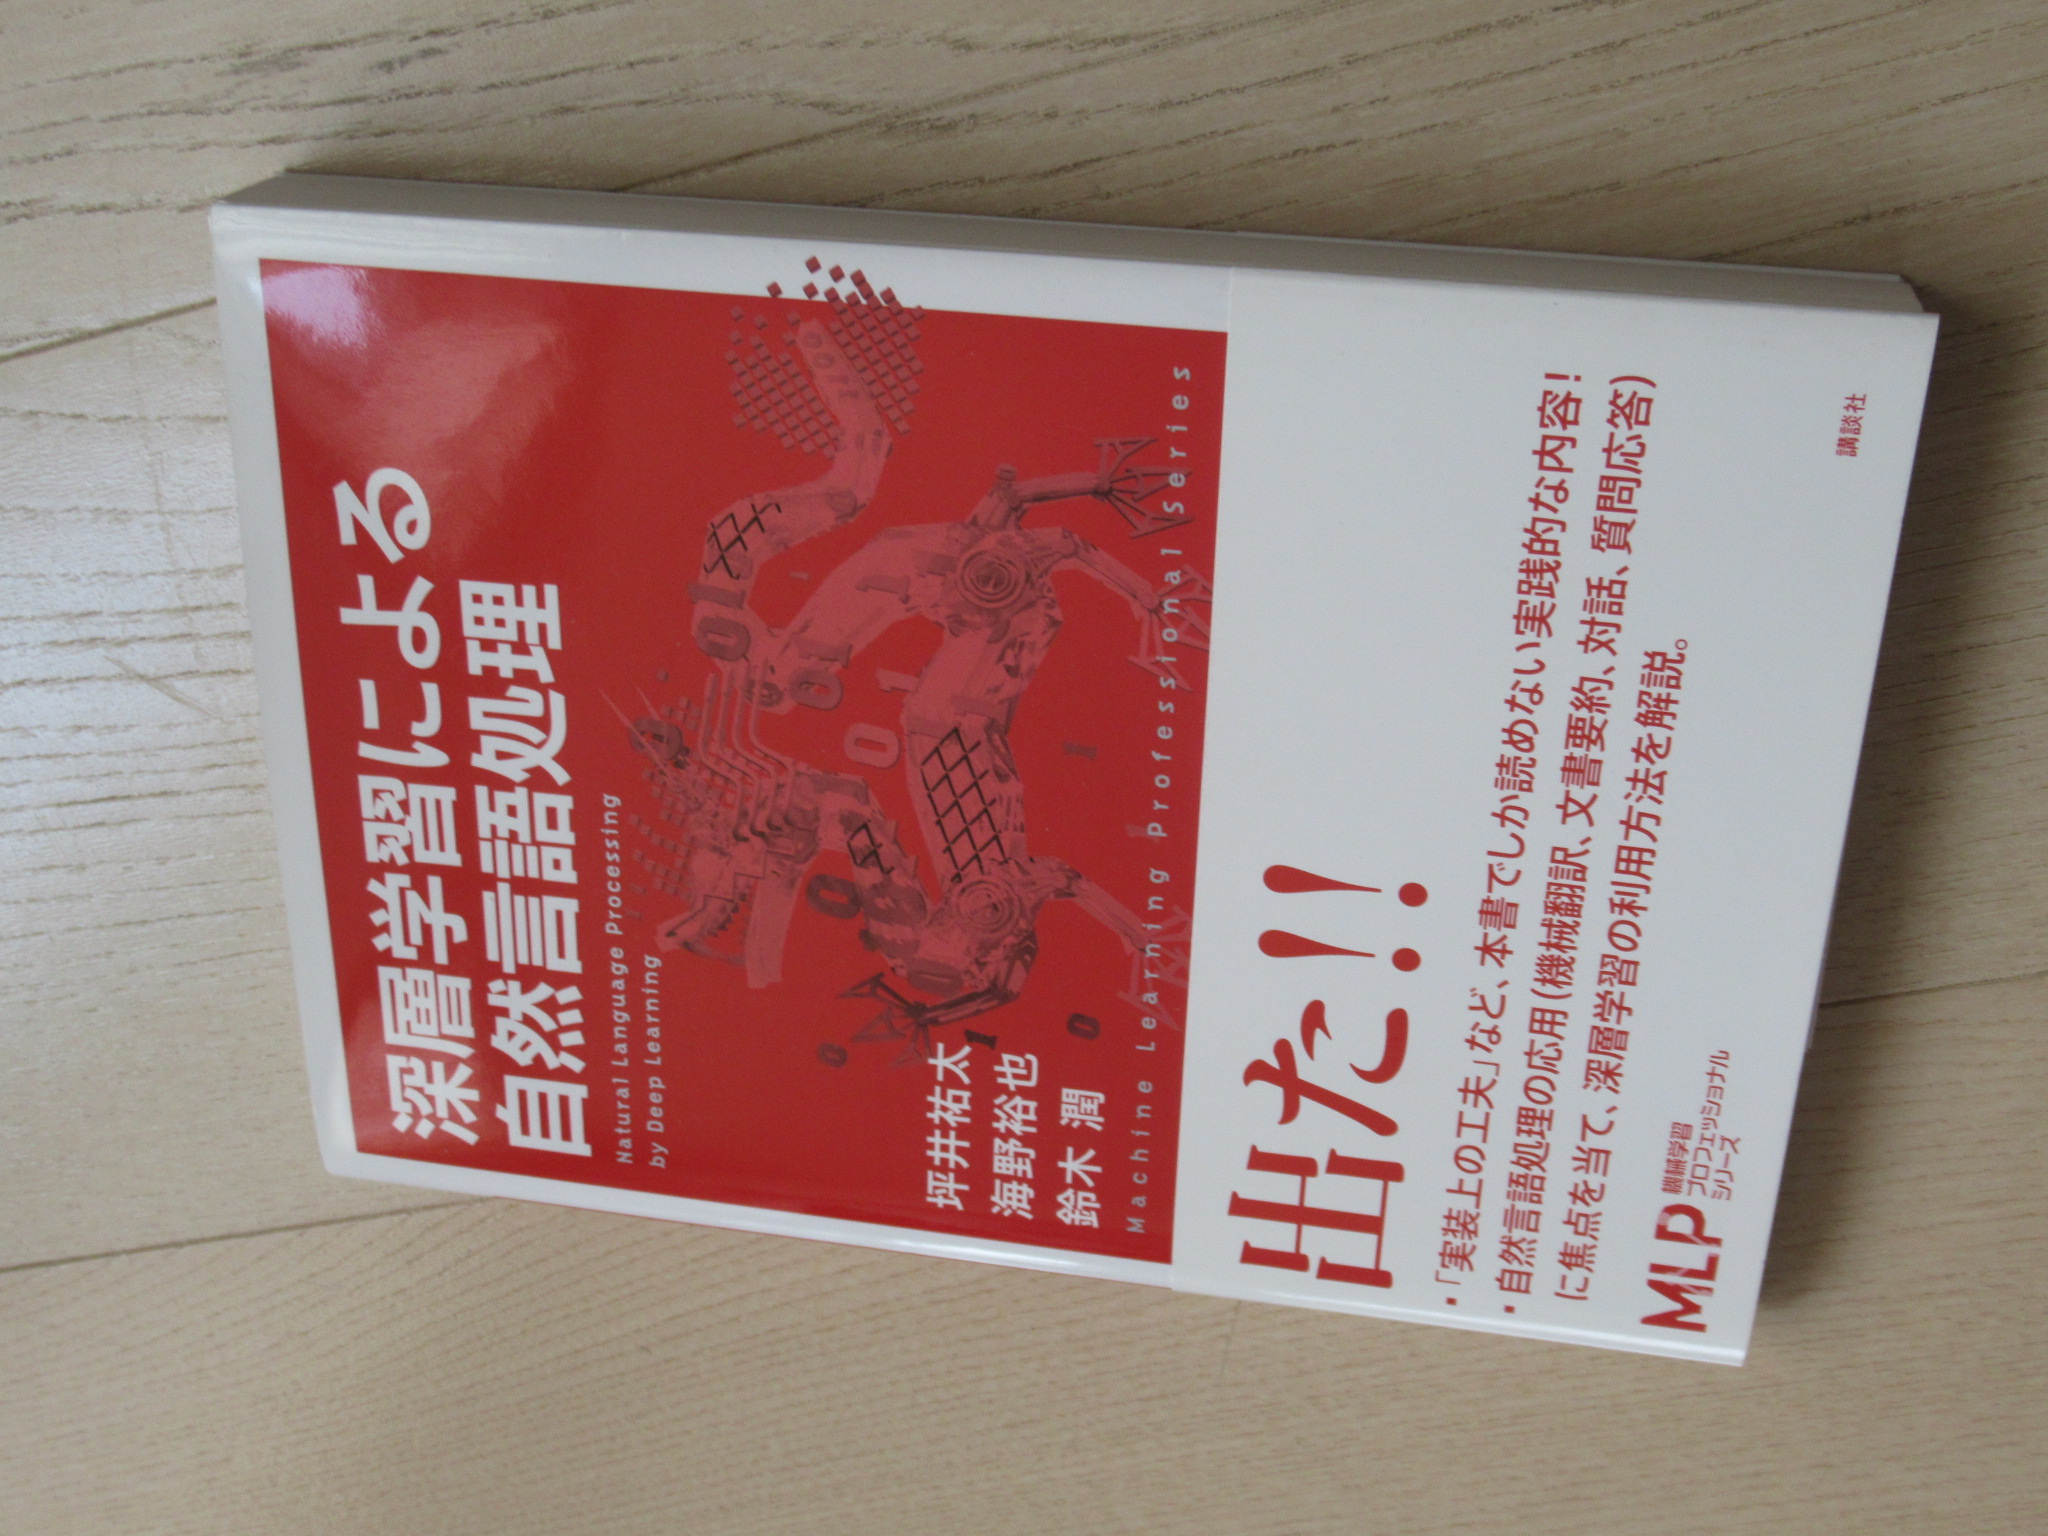 深層学習による
自然言語処理
Natural Language Processing
by Deep Learning
坪井祐太
海野裕也
鈴木 潤
Machine Learning Professional Series
出た!!
・「実装上の工夫」など、本書でしか読めない実践的な内容!
・自然言語処理の応用(機械翻訳、文書要約、対話、質問応答)
に焦点を当て、深層学習の利用方法を解説。
MLP
機械学習
プロフェッショナル
シリーズ
講談社